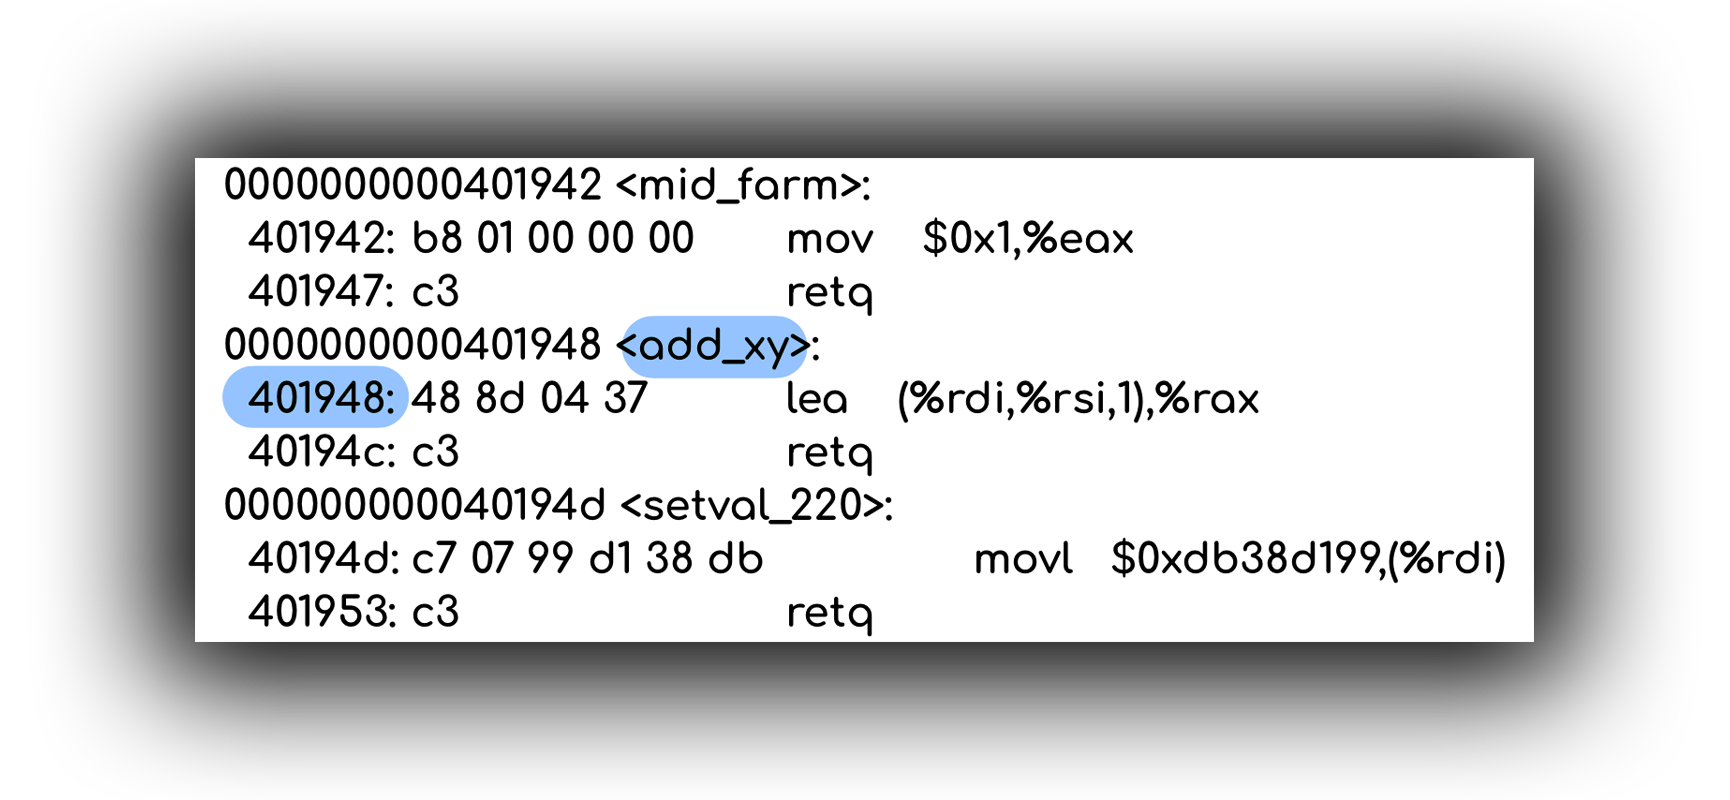 0000000000401942 <mid_farm>:
401942: b8 01 00 00 00 mov $0x1,%eax
401947: c3 retq
0000000000401948 <add_xy>:
401948: 48 8d 04 37 lea (%rdi,%rsi,1),%rax
40194c: c3 retq
000000000040194d <setval_220>:
40194d: c7 07 99 d1 38 db movl $0xdb38d199,(%rdi)
401953: c3 retq